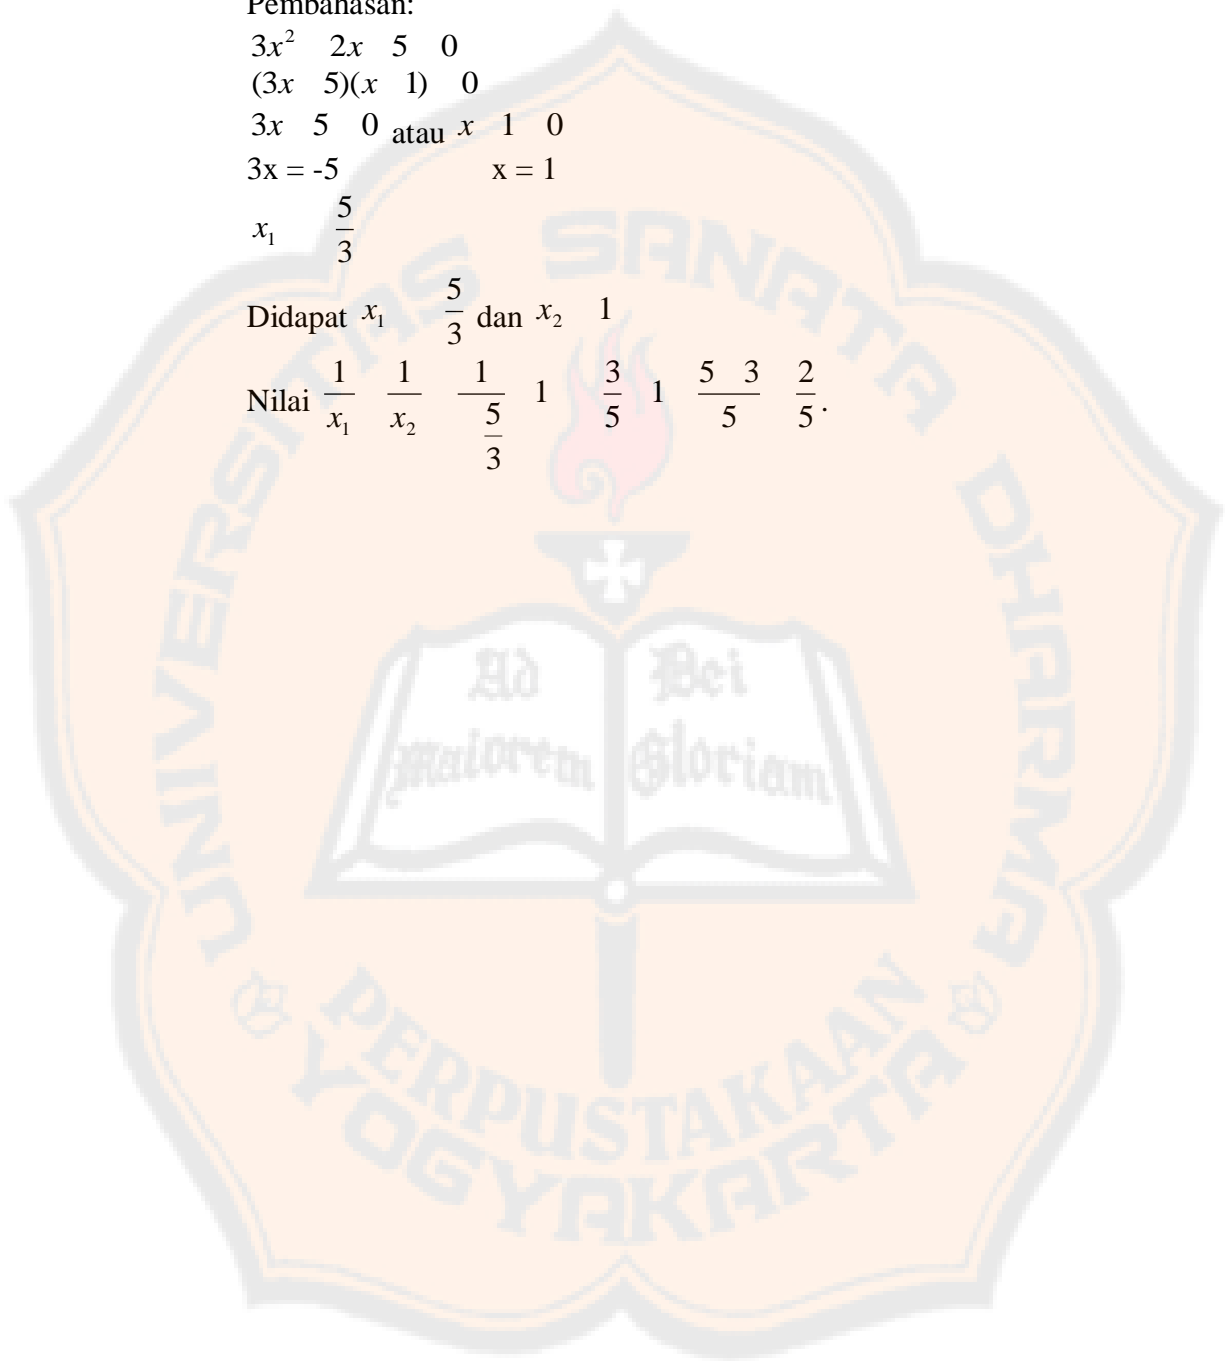 Pembahasan:
3x² 2x 5 0
(3x 5)(x 1) 0
3x 5 0 atau x 1 0
3x = -5 x = 1
x₁ 5/3
Didapat x₁ 5/3 dan x₂ 1
Nilai 1/x₁ 1/x₂ 1/(5/3) 1 3/5 1 (5 3)/5 2/5.
UNIVERSITAS SANATA DHARMA
Ad maiorem
Dei Gloriam
PERPUSTAKAAN
YOGYAKARTA